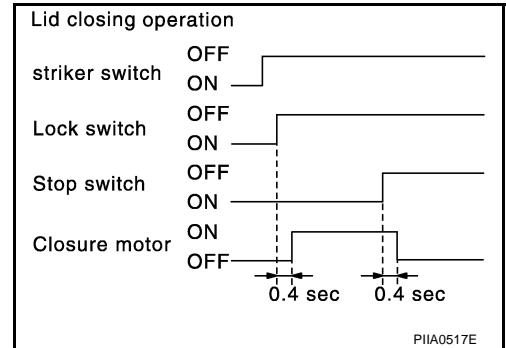 Lid closing operation
OFF
striker switch
ON
OFF
Lock switch
ON
OFF
Stop switch
ON
ON
Closure motor
OFF
0.4 sec 0.4 sec
PIIA0517E